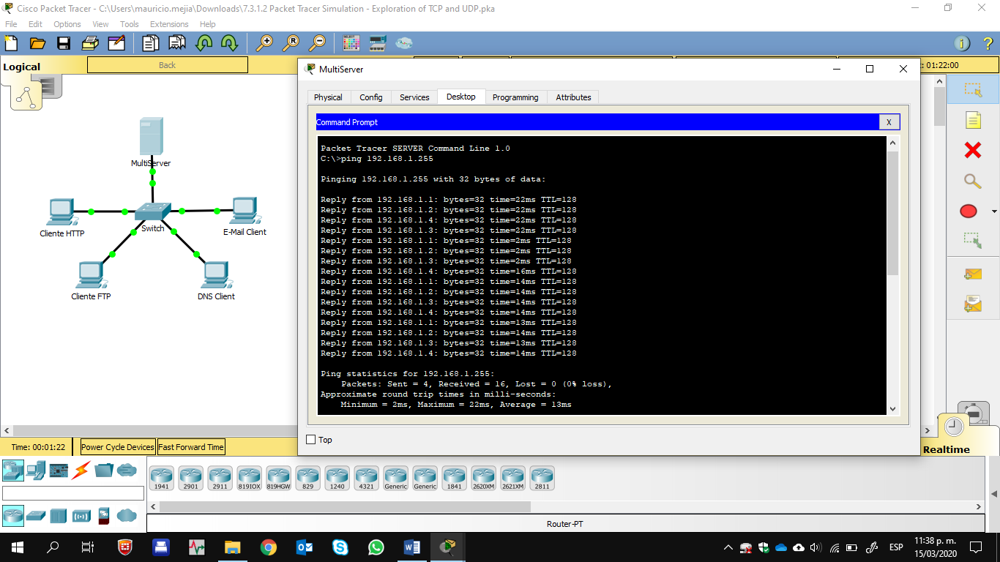 Cisco Packet Tracer - C:\Users\mauricio.mejia\Downloads\7.3.1.2 Packet Tracer Simulation - Exploration of TCP and UDP.pka
File Edit Options View Tools Extensions Help
Logical
Back
: 01:22:00
MultiServer
Physical Config Services Desktop Programming Attributes
Command Prompt
X
Packet Tracer SERVER Command Line 1.0
C:\>ping 192.168.1.255
Pinging 192.168.1.255 with 32 bytes of data:
Reply from 192.168.1.1: bytes=32 time=22ms TTL=128
Reply from 192.168.1.2: bytes=32 time=22ms TTL=128
Reply from 192.168.1.4: bytes=32 time=22ms TTL=128
Reply from 192.168.1.3: bytes=32 time=22ms TTL=128
Reply from 192.168.1.1: bytes=32 time=2ms TTL=128
Reply from 192.168.1.2: bytes=32 time=2ms TTL=128
Reply from 192.168.1.3: bytes=32 time=2ms TTL=128
Reply from 192.168.1.4: bytes=32 time=16ms TTL=128
Reply from 192.168.1.1: bytes=32 time=14ms TTL=128
Reply from 192.168.1.2: bytes=32 time=14ms TTL=128
Reply from 192.168.1.3: bytes=32 time=14ms TTL=128
Reply from 192.168.1.4: bytes=32 time=14ms TTL=128
Reply from 192.168.1.1: bytes=32 time=13ms TTL=128
Reply from 192.168.1.2: bytes=32 time=14ms TTL=128
Reply from 192.168.1.3: bytes=32 time=13ms TTL=128
Reply from 192.168.1.4: bytes=32 time=14ms TTL=128
Ping statistics for 192.168.1.255:
Packets: Sent = 4, Received = 16, Lost = 0 (0% loss),
Approximate round trip times in milli-seconds:
Minimum = 2ms, Maximum = 22ms, Average = 13ms
Top
MultiServer
Cliente HTTP
Switch
E-Mail Client
Cliente FTP
DNS Client
Time: 00:01:22
Power Cycle Devices
Fast Forward Time
Realtime
1941 2901 2911 819IOX 819HGW 829 1240 4321 Generic Generic 1841 2620XM 2621XM 2811
Router-PT
ESP
11:38 p. m.
15/03/2020